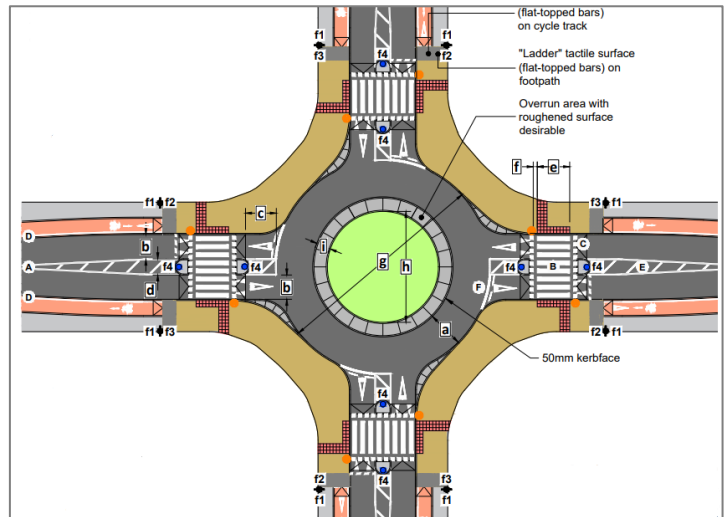 (flat-topped bars)
on cycle track
"Ladder" tactile surface
(flat-topped bars) on
footpath
Overrun area with
roughened surface
desirable
f1
f3
f4
f1
f2
f4
f e
f1 f2
c
f3 f1
D
b
i
C
A
f4
f4
g
h
f4
B
f4
E
d
b
F
D
a
f1 f3
f2 f1
50mm kerbface
f4
f2
f1
f4
f3
f1